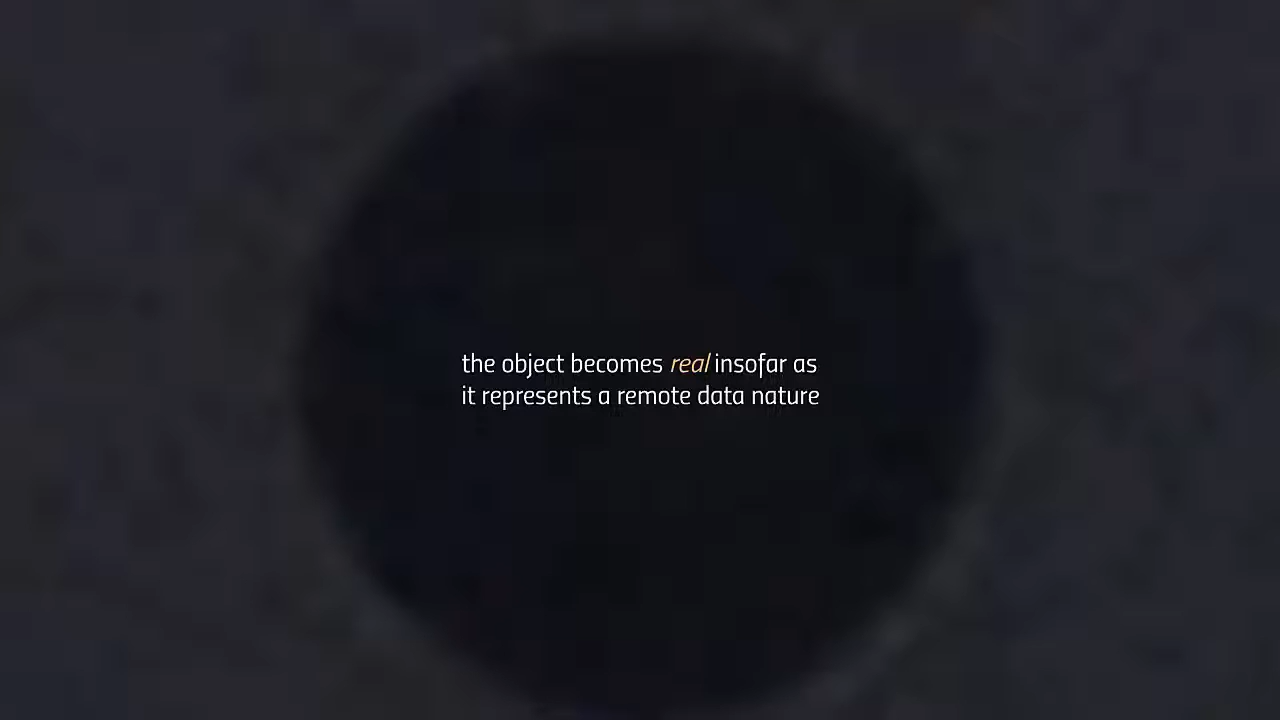 the object becomes real insofar as
it represents a remote data nature